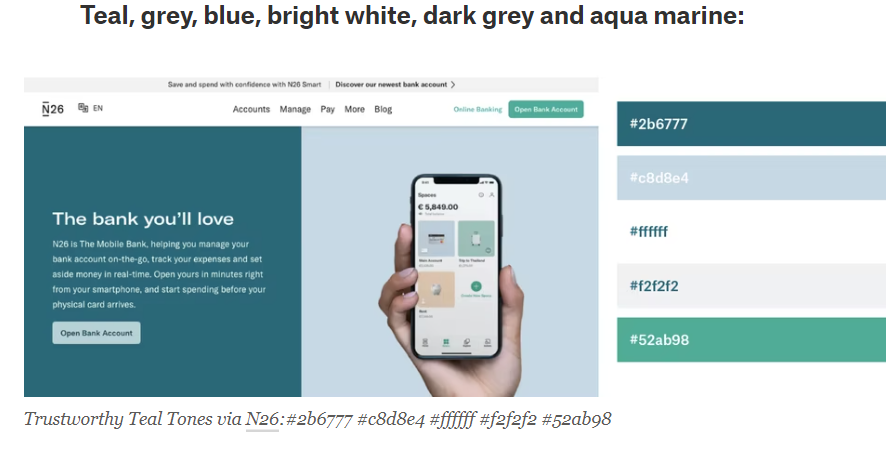 Teal, grey, blue, bright white, dark grey and aqua marine:
Save and spend with confidence with N26 Smart | Discover our newest bank account >
N26 EN Accounts Manage Pay More Blog Online Banking Open Bank Account
#2b6777
#c8d8e4
Spaces
€ 5,849.00
The bank you'll love
#ffffff
N26 is The Mobile Bank, helping you manage your
bank account on-the-go, track your expenses and set
aside money in real-time. Open yours in minutes right
from your smartphone, and start spending before your
physical card arrives.
Main Account
Trip to Thailand
#f2f2f2
Open Bank Account
#52ab98
Trustworthy Teal Tones via N26:#2b6777 #c8d8e4 #ffffff #f2f2f2 #52ab98